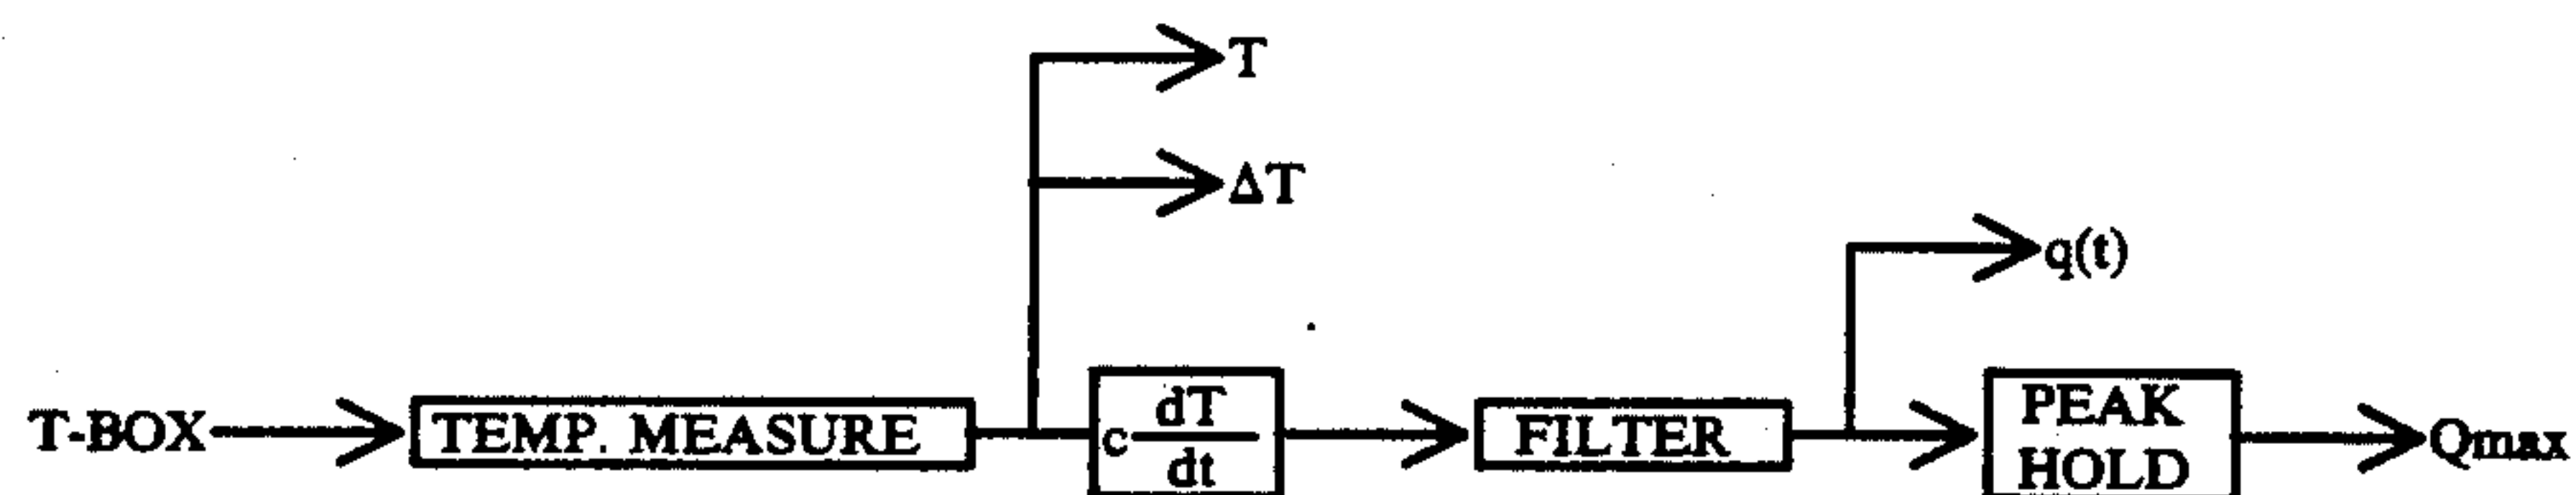 T
ΔT
q(t)
T-BOX
TEMP. MEASURE
c dT/dt
FILTER
PEAK
HOLD
Qmax